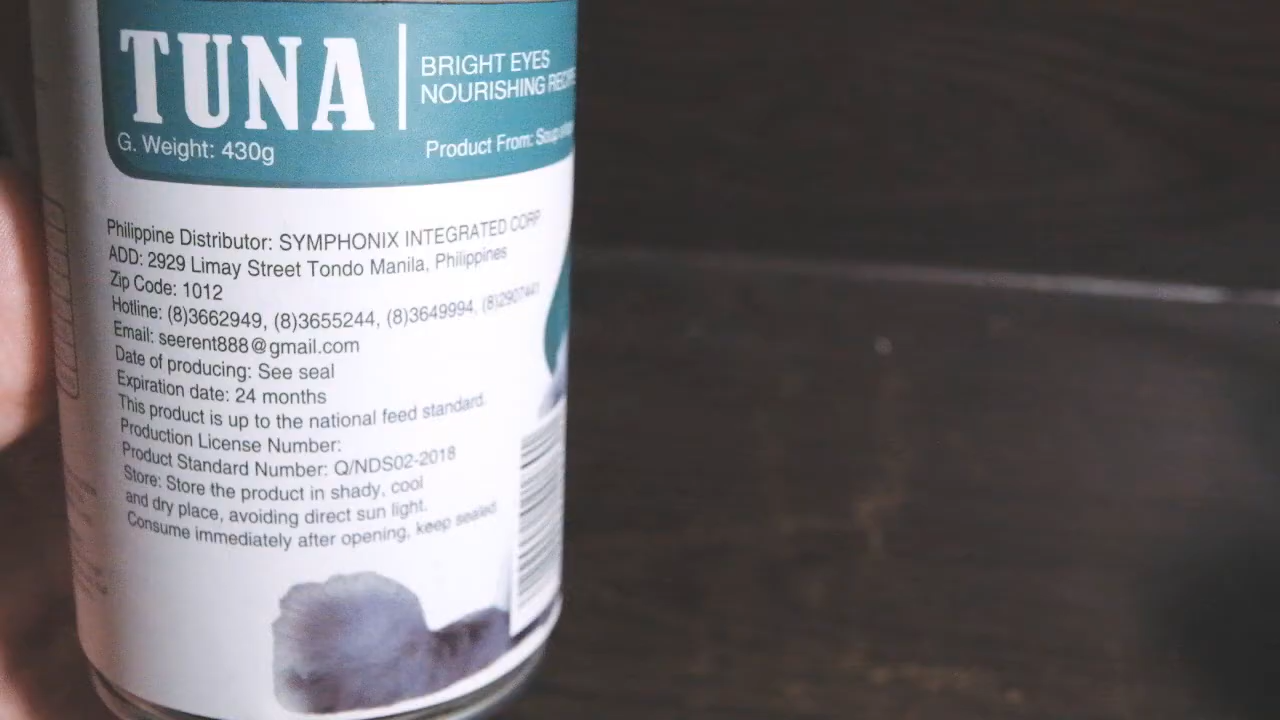 TUNA
BRIGHT EYES
NOURISHING RECIPE
G. Weight: 430g
Product From:
Philippine Distributor: SYMPHONIX INTEGRATED CORP
ADD: 2929 Limay Street Tondo Manila, Philippines
Zip Code: 1012
Hotline: (8)3662949, (8)3655244, (8)3649994, (8)2907441
Email: seerent888@gmail.com
Date of producing: See seal
Expiration date: 24 months
This product is up to the national feed standard.
Production License Number:
Product Standard Number: Q/NDS02-2018
Store: Store the product in shady, cool
and dry place, avoiding direct sun light.
Consume immediately after opening, keep sealed